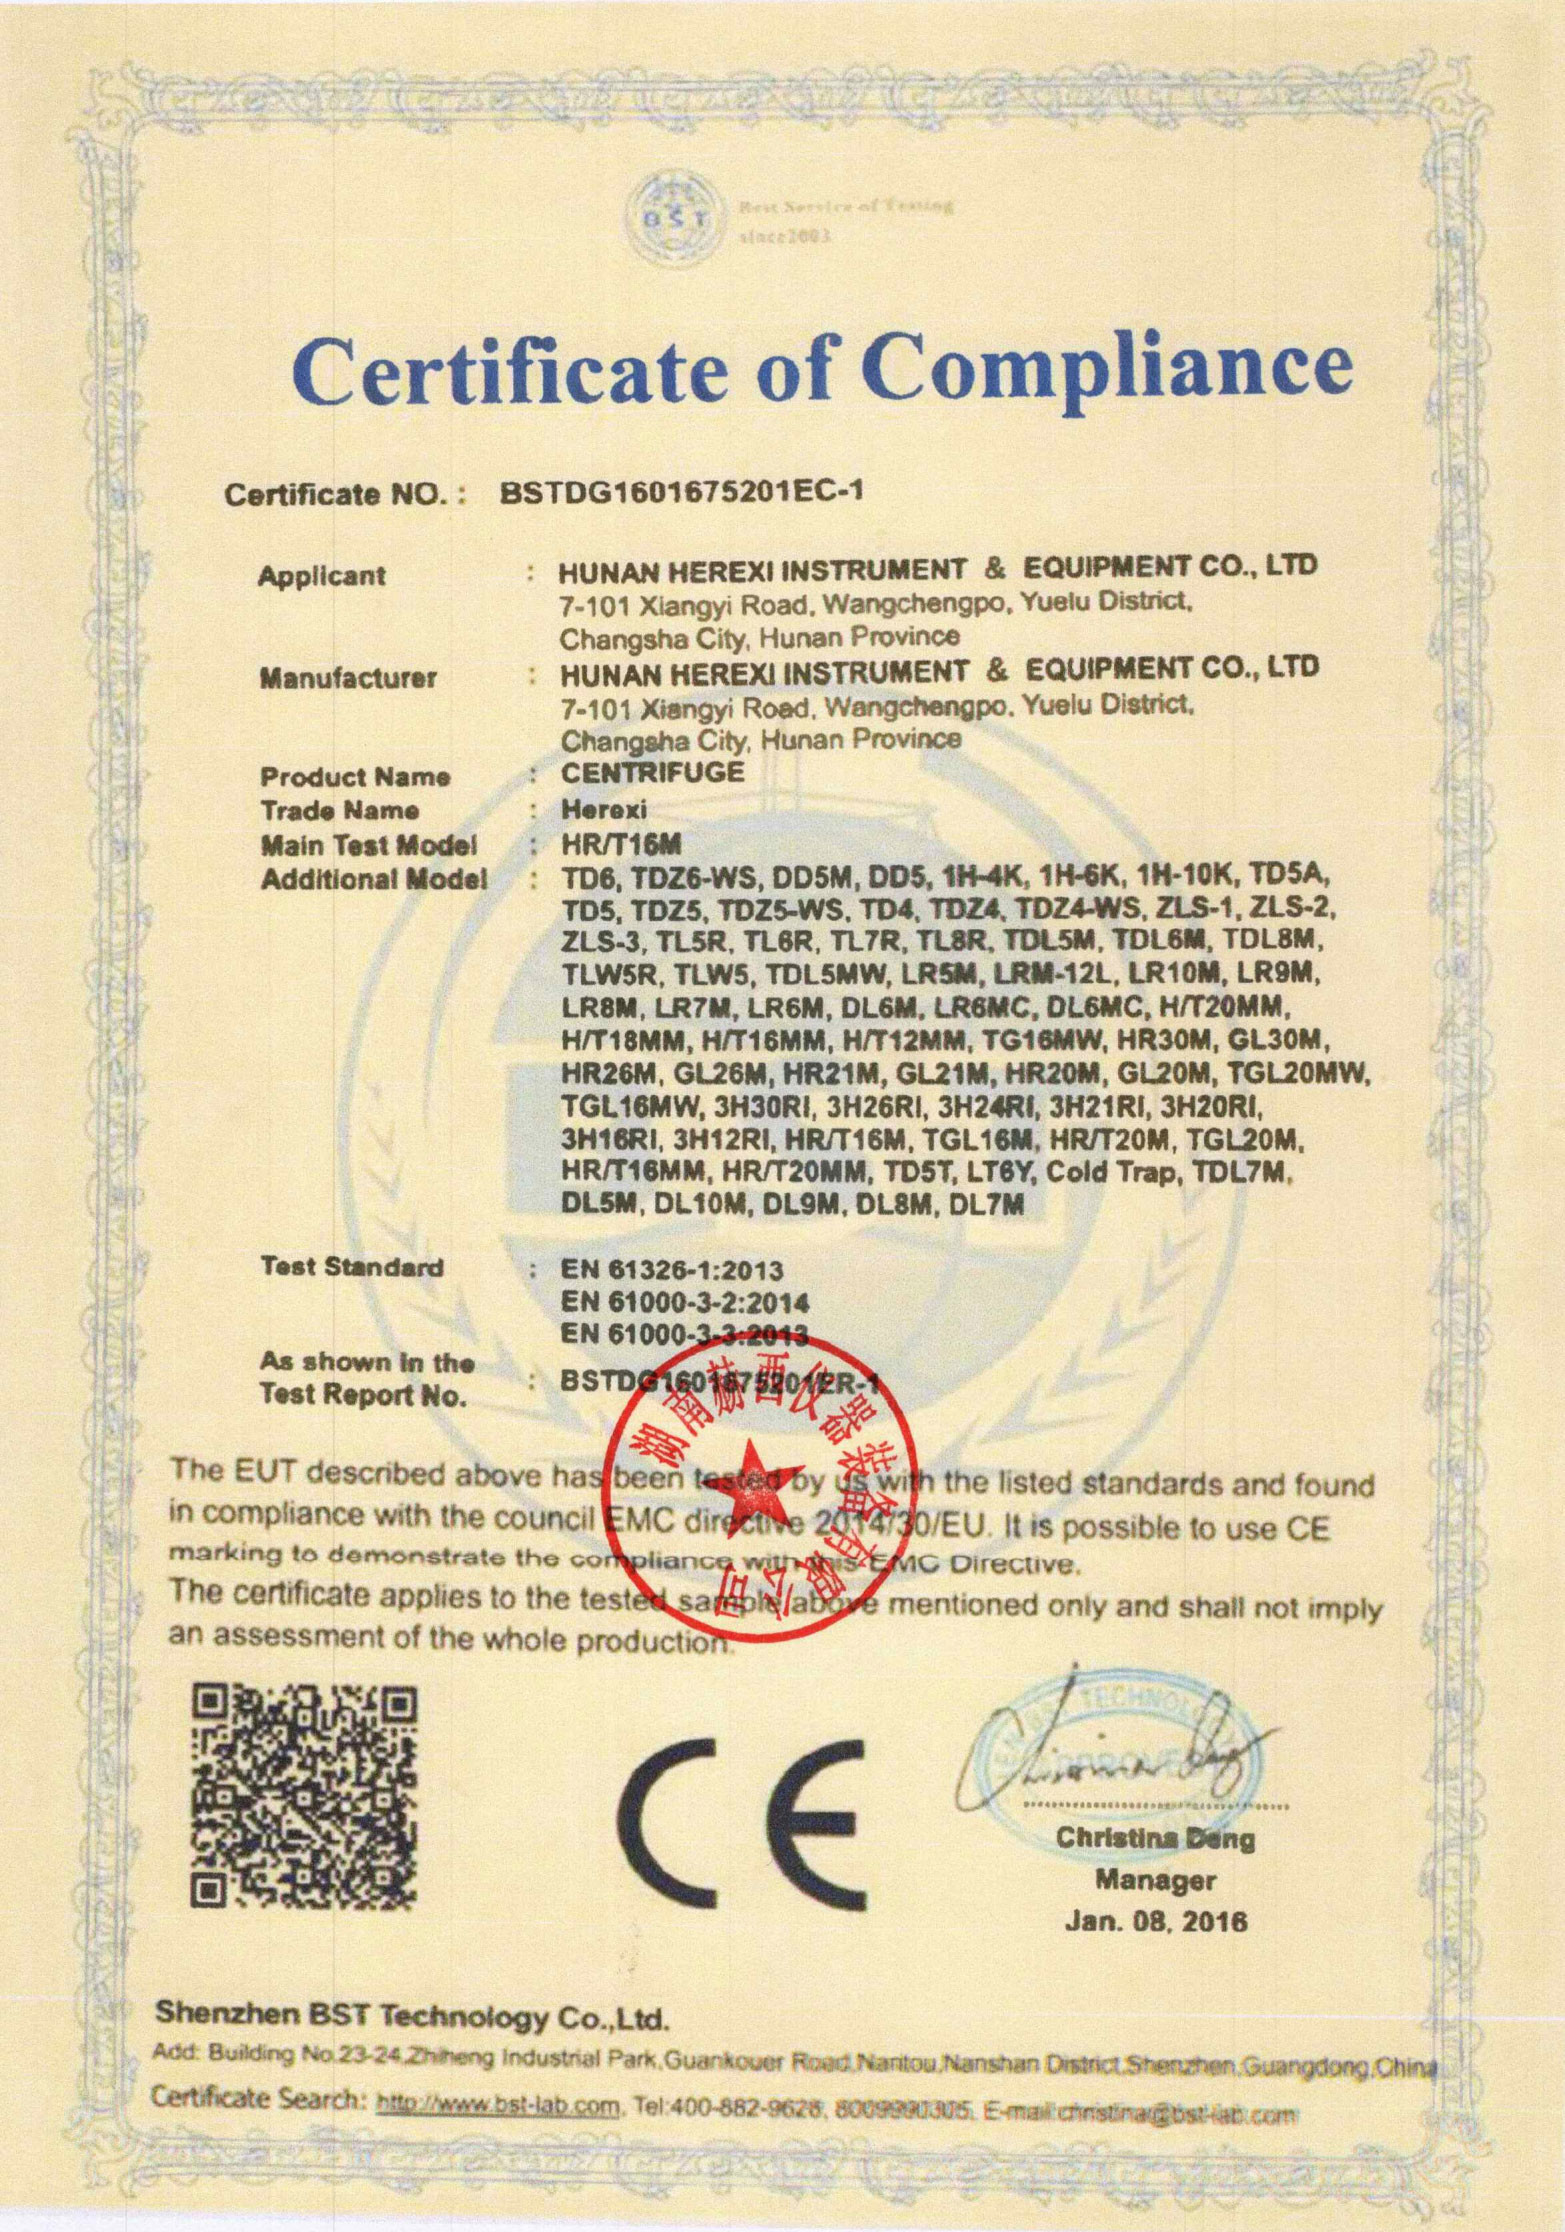 BST
Best Service of Testing
since2003
Certificate of Compliance
Certificate NO. : BSTDG1601675201EC-1
Applicant : HUNAN HEREXI INSTRUMENT & EQUIPMENT CO., LTD
7-101 Xiangyi Road, Wangchengpo, Yuelu District,
Changsha City, Hunan Province
Manufacturer : HUNAN HEREXI INSTRUMENT & EQUIPMENT CO., LTD
7-101 Xiangyi Road, Wangchengpo, Yuelu District,
Changsha City, Hunan Province
Product Name : CENTRIFUGE
Trade Name : Herexi
Main Test Model : HR/T16M
Additional Model : TD6, TDZ6-WS, DD5M, DD5, 1H-4K, 1H-6K, 1H-10K, TD5A,
TD5, TDZ5, TDZ5-WS, TD4, TDZ4, TDZ4-WS, ZLS-1, ZLS-2,
ZLS-3, TL5R, TL6R, TL7R, TL8R, TDL5M, TDL6M, TDL8M,
TLW5R, TLW5, TDL5MW, LR5M, LRM-12L, LR10M, LR9M,
LR8M, LR7M, LR6M, DL6M, LR6MC, DL6MC, H/T20MM,
H/T18MM, H/T16MM, H/T12MM, TG16MW, HR30M, GL30M,
HR26M, GL26M, HR21M, GL21M, HR20M, GL20M, TGL20MW,
TGL16MW, 3H30RI, 3H26RI, 3H24RI, 3H21RI, 3H20RI,
3H16RI, 3H12RI, HR/T16M, TGL16M, HR/T20M, TGL20M,
HR/T16MM, HR/T20MM, TD5T, LT6Y, Cold Trap, TDL7M,
DL5M, DL10M, DL9M, DL8M, DL7M
Test Standard : EN 61326-1:2013
EN 61000-3-2:2014
EN 61000-3-3:2013
As shown in the
Test Report No. : BSTDG1601675201ER-1
湖南赫西仪器装备有限公司
The EUT described above has been tested by us with the listed standards and found
in compliance with the council EMC directive 2014/30/EU. It is possible to use CE
marking to demonstrate the compliance with this EMC Directive.
The certificate applies to the tested sample above mentioned only and shall not imply
an assessment of the whole production.
CE
TECHNOLO
Christina Deng
Manager
Jan. 08, 2016
Shenzhen BST Technology Co.,Ltd.
Add: Building No.23-24,Zhiheng Industrial Park,Guankouer Road,Nantou,Nanshan District,Shenzhen,Guangdong,China
Certificate Search: http://www.bst-lab.com, Tel:400-882-9628, 8009990305, E-mail:christina@bst-lab.com